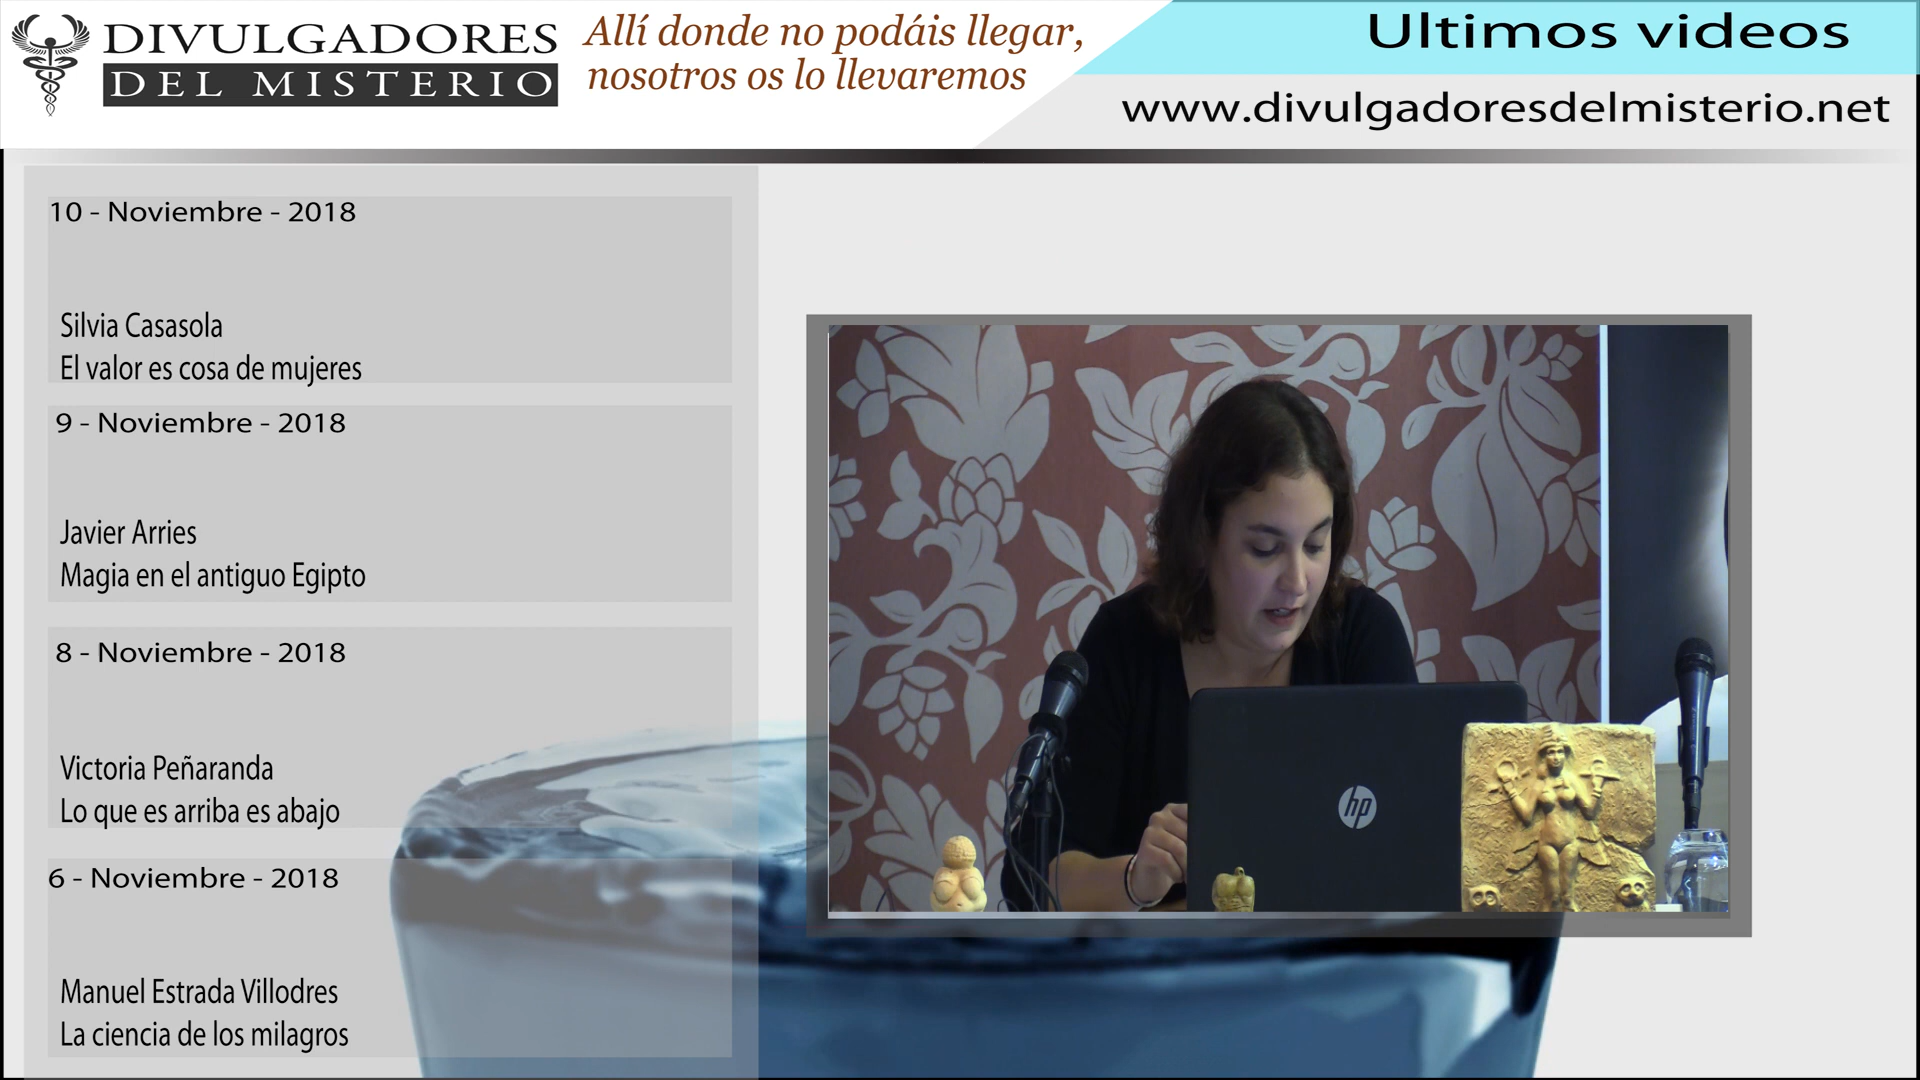 DIVULGADORES
DEL MISTERIO
Allí donde no podáis llegar,
nosotros os lo llevaremos
Ultimos videos
www.divulgadoresdelmisterio.net
10 - Noviembre - 2018
Silvia Casasola
El valor es cosa de mujeres
9 - Noviembre - 2018
Javier Arries
Magia en el antiguo Egipto
8 - Noviembre - 2018
Victoria Peñaranda
Lo que es arriba es abajo
6 - Noviembre - 2018
Manuel Estrada Villodres
La ciencia de los milagros
hp